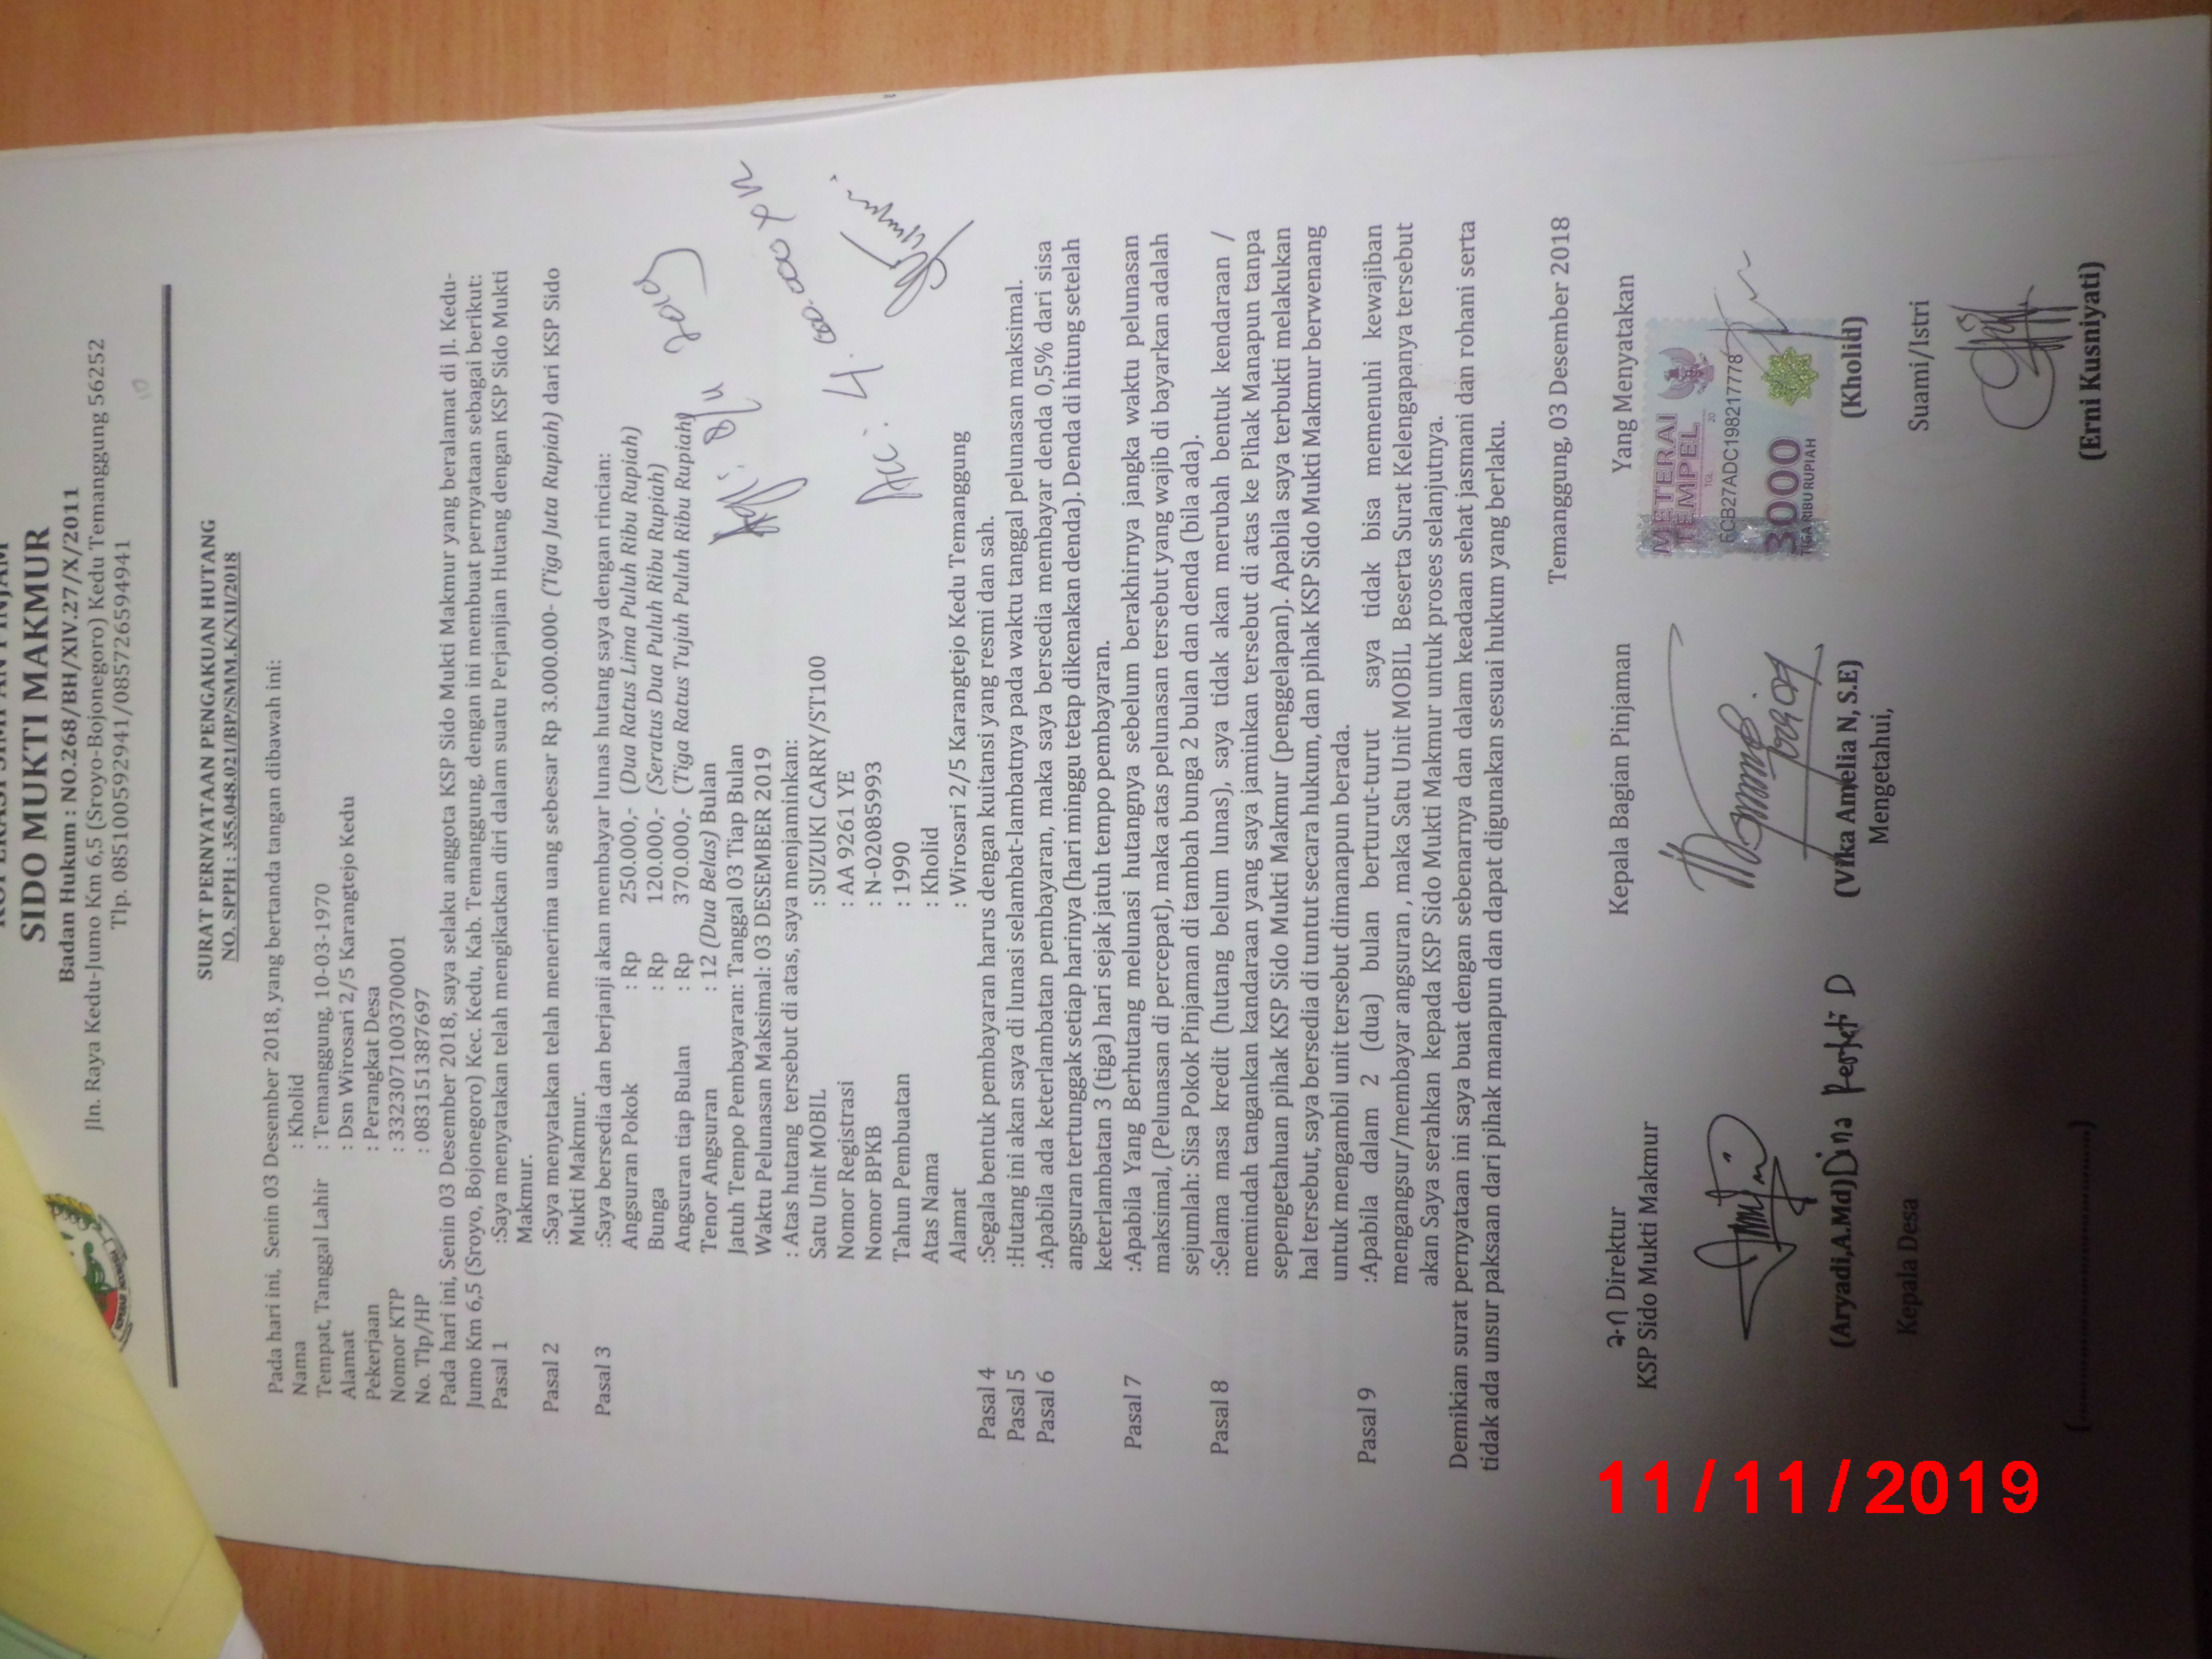 KOPERASI SIMPAN PINJAM
SIDO MUKTI MAKMUR
Badan Hukum : NO.268/BH/XIV.27/X/2011
Jln. Raya Kedu-Jumo Km 6,5 (Sroyo-Bojonegoro) Kedu Temanggung 56252
Tlp. 085100592941/085726594941
SURAT PERNYATAAN PENGAKUAN HUTANG
NO. SPPH : 355.048.021/BP/SMM.K/XII/2018
Pada hari ini, Senin 03 Desember 2018, yang bertanda tangan dibawah ini:
Nama : Kholid
Tempat, Tanggal Lahir : Temanggung, 10-03-1970
Alamat : Dsn Wirosari 2/5 Karangtejo Kedu
Pekerjaan : Perangkat Desa
Nomor KTP : 3323071003700001
No. Tlp/HP : 083151387697
Pada hari ini, Senin 03 Desember 2018, saya selaku anggota KSP Sido Mukti Makmur yang beralamat di Jl. Kedu-
Jumo Km 6,5 (Sroyo, Bojonegoro) Kec. Kedu, Kab. Temanggung, dengan ini membuat pernyataan sebagai berikut:
Pasal 1 :Saya menyatakan telah mengikatkan diri dalam suatu Perjanjian Hutang dengan KSP Sido Mukti
Makmur.
Pasal 2 :Saya menyatakan telah menerima uang sebesar Rp 3.000.000- (Tiga Juta Rupiah) dari KSP Sido
Mukti Makmur.
Pasal 3 :Saya bersedia dan berjanji akan membayar lunas hutang saya dengan rincian:
Angsuran Pokok : Rp 250.000,- (Dua Ratus Lima Puluh Ribu Rupiah)
Bunga : Rp 120.000,- (Seratus Dua Puluh Ribu Rupiah)
Angsuran tiap Bulan : Rp 370.000,- (Tiga Ratus Tujuh Puluh Ribu Rupiah)
Tenor Angsuran : 12 (Dua Belas) Bulan
Jatuh Tempo Pembayaran: Tanggal 03 Tiap Bulan
Waktu Pelunasan Maksimal: 03 DESEMBER 2019
: Atas hutang tersebut di atas, saya menjaminkan:
Satu Unit MOBIL : SUZUKI CARRY/ST100
Nomor Registrasi : AA 9261 YE
Nomor BPKB : N-02085993
Tahun Pembuatan : 1990
Atas Nama : Kholid
Alamat : Wirosari 2/5 Karangtejo Kedu Temanggung
2019
Acc : 4.000.000
Pasal 4 :Segala bentuk pembayaran harus dengan kuitansi yang resmi dan sah.
Pasal 5 :Hutang ini akan saya di lunasi selambat-lambatnya pada waktu tanggal pelunasan maksimal.
Pasal 6 :Apabila ada keterlambatan pembayaran, maka saya bersedia membayar denda 0,5% dari sisa
angsuran tertunggak setiap harinya (hari minggu tetap dikenakan denda). Denda di hitung setelah
keterlambatan 3 (tiga) hari sejak jatuh tempo pembayaran.
Pasal 7 :Apabila Yang Berhutang melunasi hutangnya sebelum berakhirnya jangka waktu pelunasan
maksimal, (Pelunasan di percepat), maka atas pelunasan tersebut yang wajib di bayarkan adalah
sejumlah: Sisa Pokok Pinjaman di tambah bunga 2 bulan dan denda (bila ada).
Pasal 8 :Selama masa kredit (hutang belum lunas), saya tidak akan merubah bentuk kendaraan /
memindah tangankan kandaraan yang saya jaminkan tersebut di atas ke Pihak Manapun tanpa
sepengetahuan pihak KSP Sido Mukti Makmur (penggelapan). Apabila saya terbukti melakukan
hal tersebut, saya bersedia di tuntut secara hukum, dan pihak KSP Sido Mukti Makmur berwenang
untuk mengambil unit tersebut dimanapun berada.
Pasal 9 :Apabila dalam 2 (dua) bulan berturut-turut saya tidak bisa memenuhi kewajiban
mengangsur/membayar angsuran , maka Satu Unit MOBIL Beserta Surat Kelengapanya tersebut
akan Saya serahkan kepada KSP Sido Mukti Makmur untuk proses selanjutnya.
Demikian surat pernyataan ini saya buat dengan sebenarnya dan dalam keadaan sehat jasmani dan rohani serta
tidak ada unsur paksaan dari pihak manapun dan dapat digunakan sesuai hukum yang berlaku.
Temanggung, 03 Desember 2018
Direktur
KSP Sido Mukti Makmur
Kepala Bagian Pinjaman
Yang Menyatakan
METERAI
TEMPEL
TGL 20
6CB27ADC198217778
3000
TIGA RIBU RUPIAH
(Aryadi,A.Md) Dina Pertiwi D
(Vika Amelia N, S.E)
(Kholid)
Mengetahui,
Kepala Desa
Suami/Istri
(....................)
(Erni Kusniyati)
11/11/2019